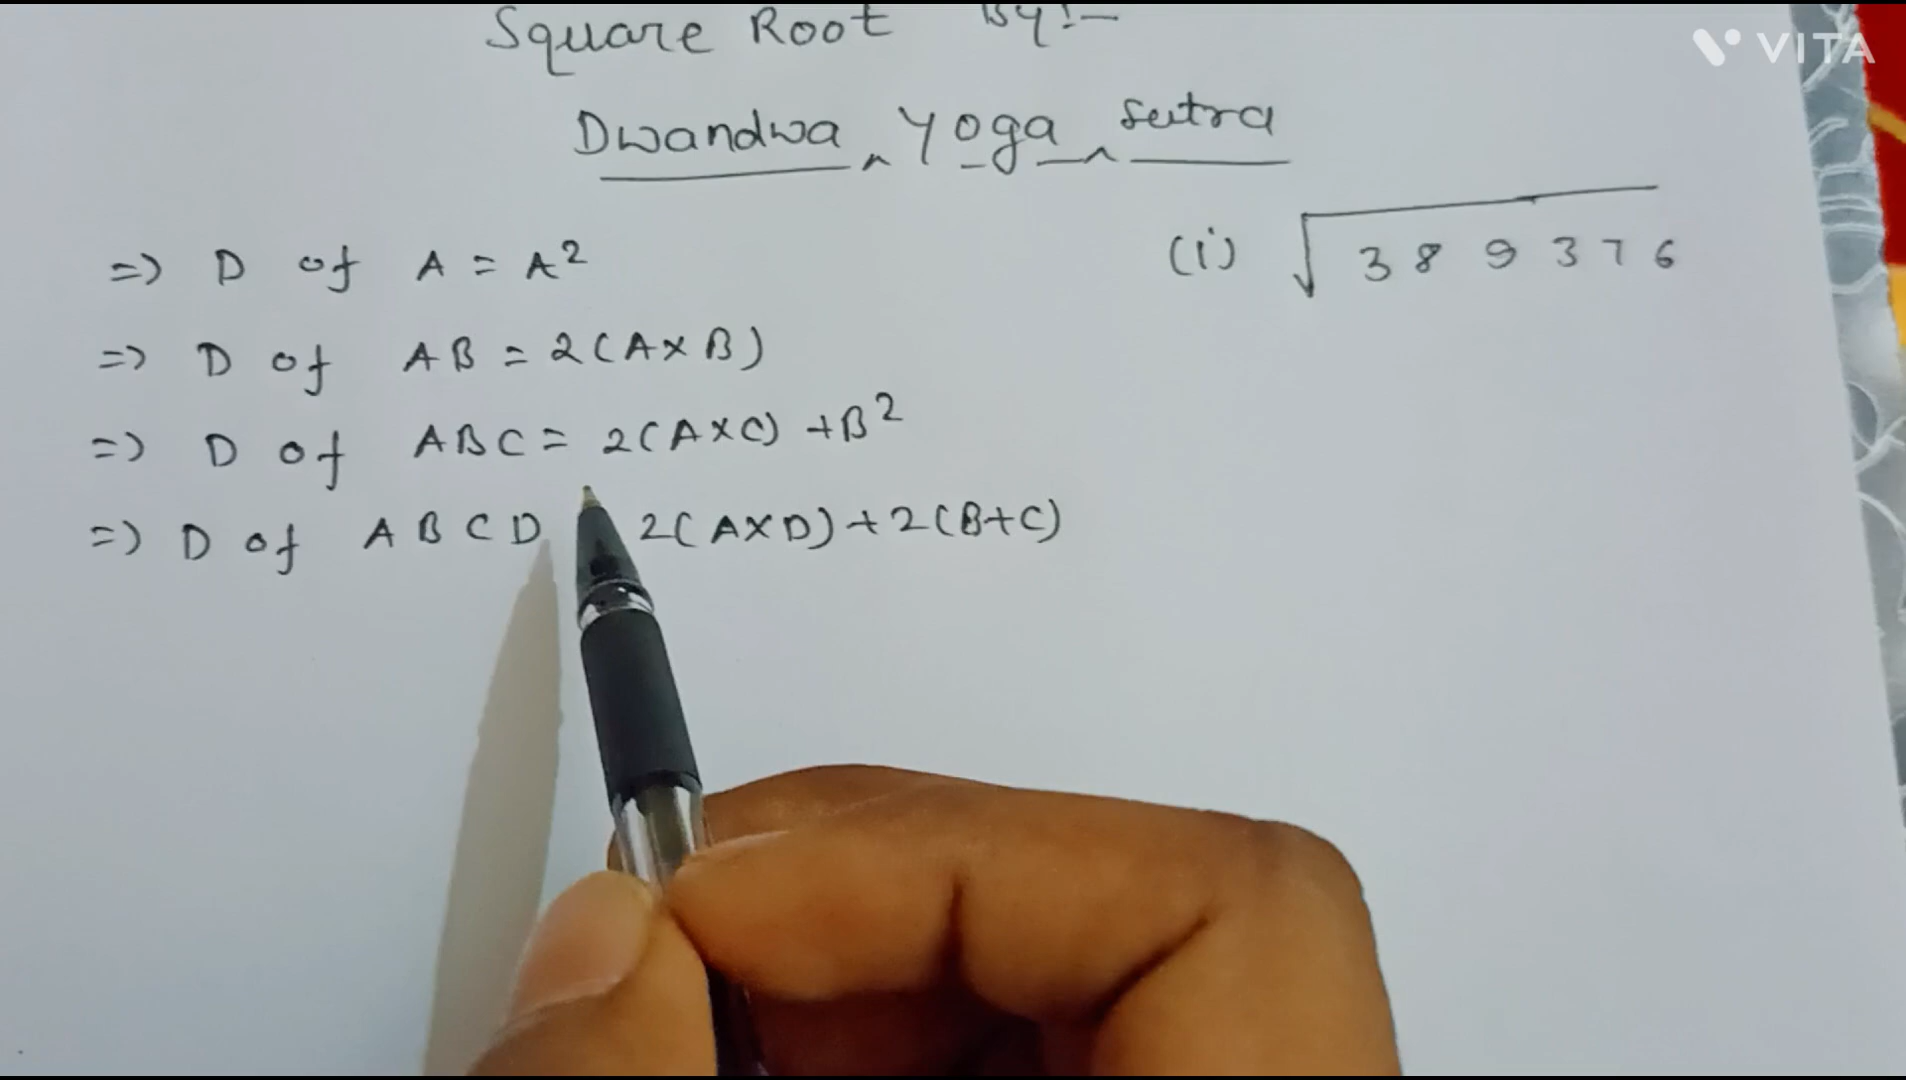 Square Root By:-
VITA
Dwandwa Yoga Sutra
=> D of A = A²
(i) √389376
=> D of AB = 2(A×B)
=> D of ABC = 2(A×C) +B²
=> D of ABCD 2(A×D)+2(B+C)